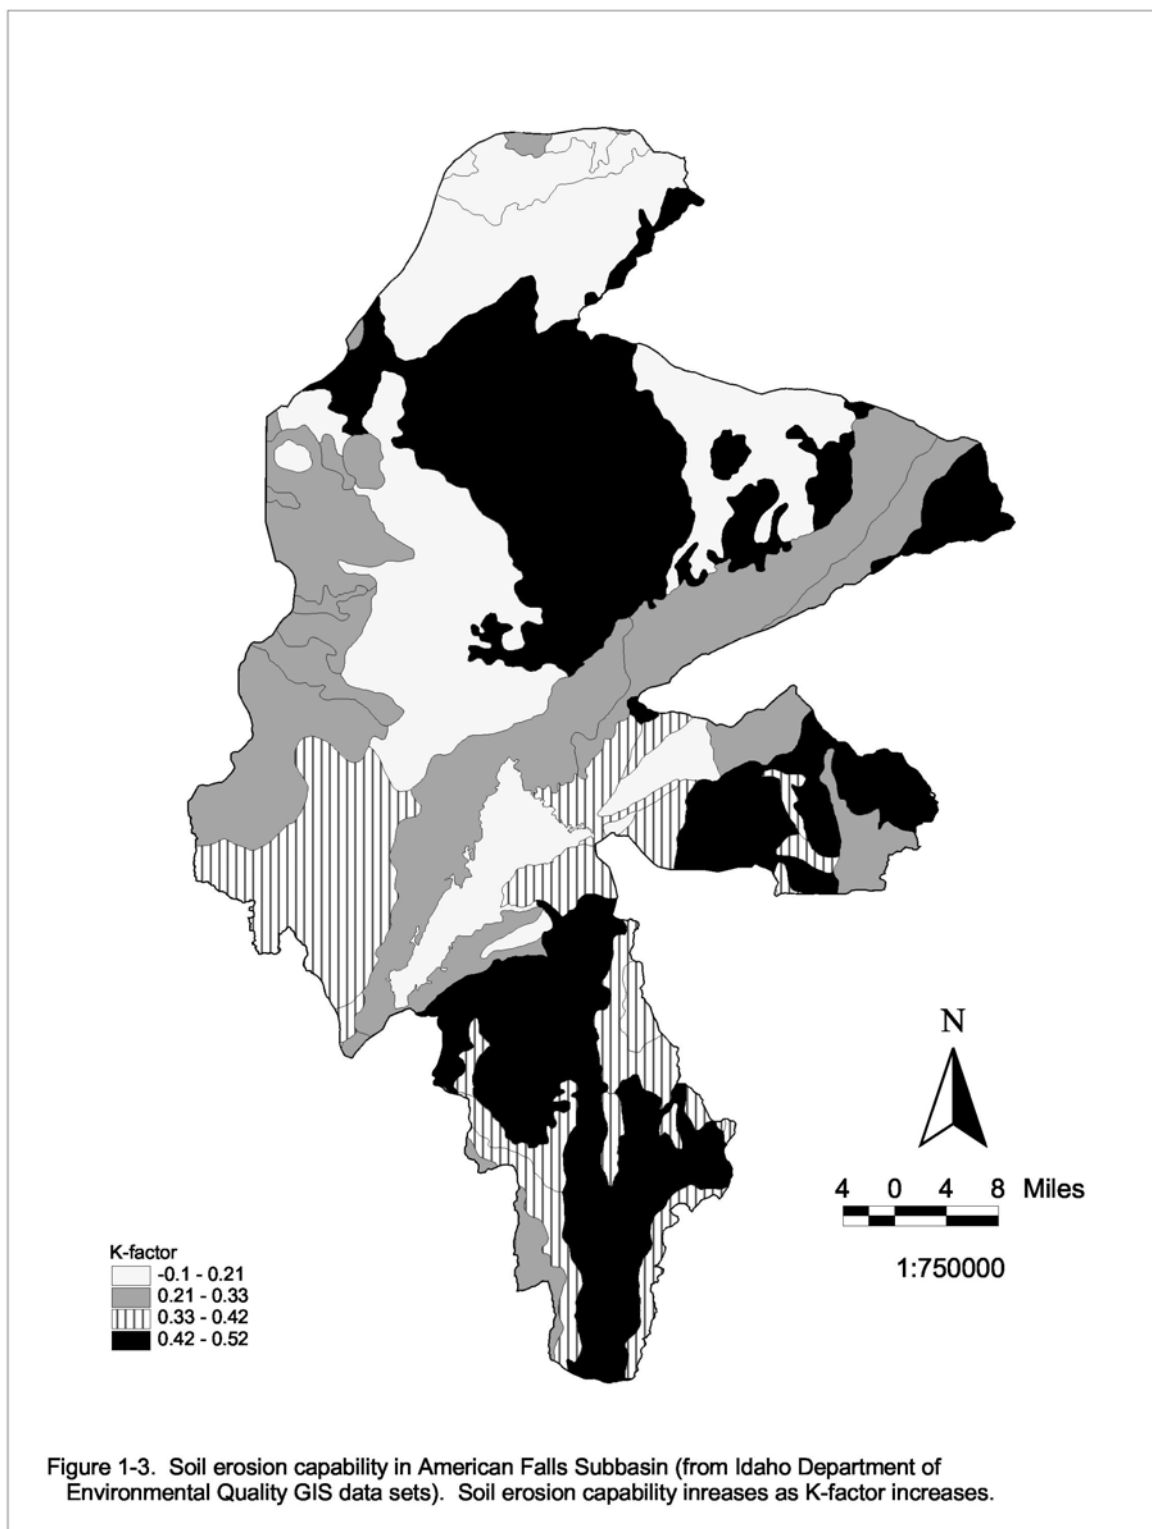 N
4 0 4 8 Miles
1:750000
K-factor
-0.1 - 0.21
0.21 - 0.33
0.33 - 0.42
0.42 - 0.52
Figure 1-3. Soil erosion capability in American Falls Subbasin (from Idaho Department of
Environmental Quality GIS data sets). Soil erosion capability inreases as K-factor increases.